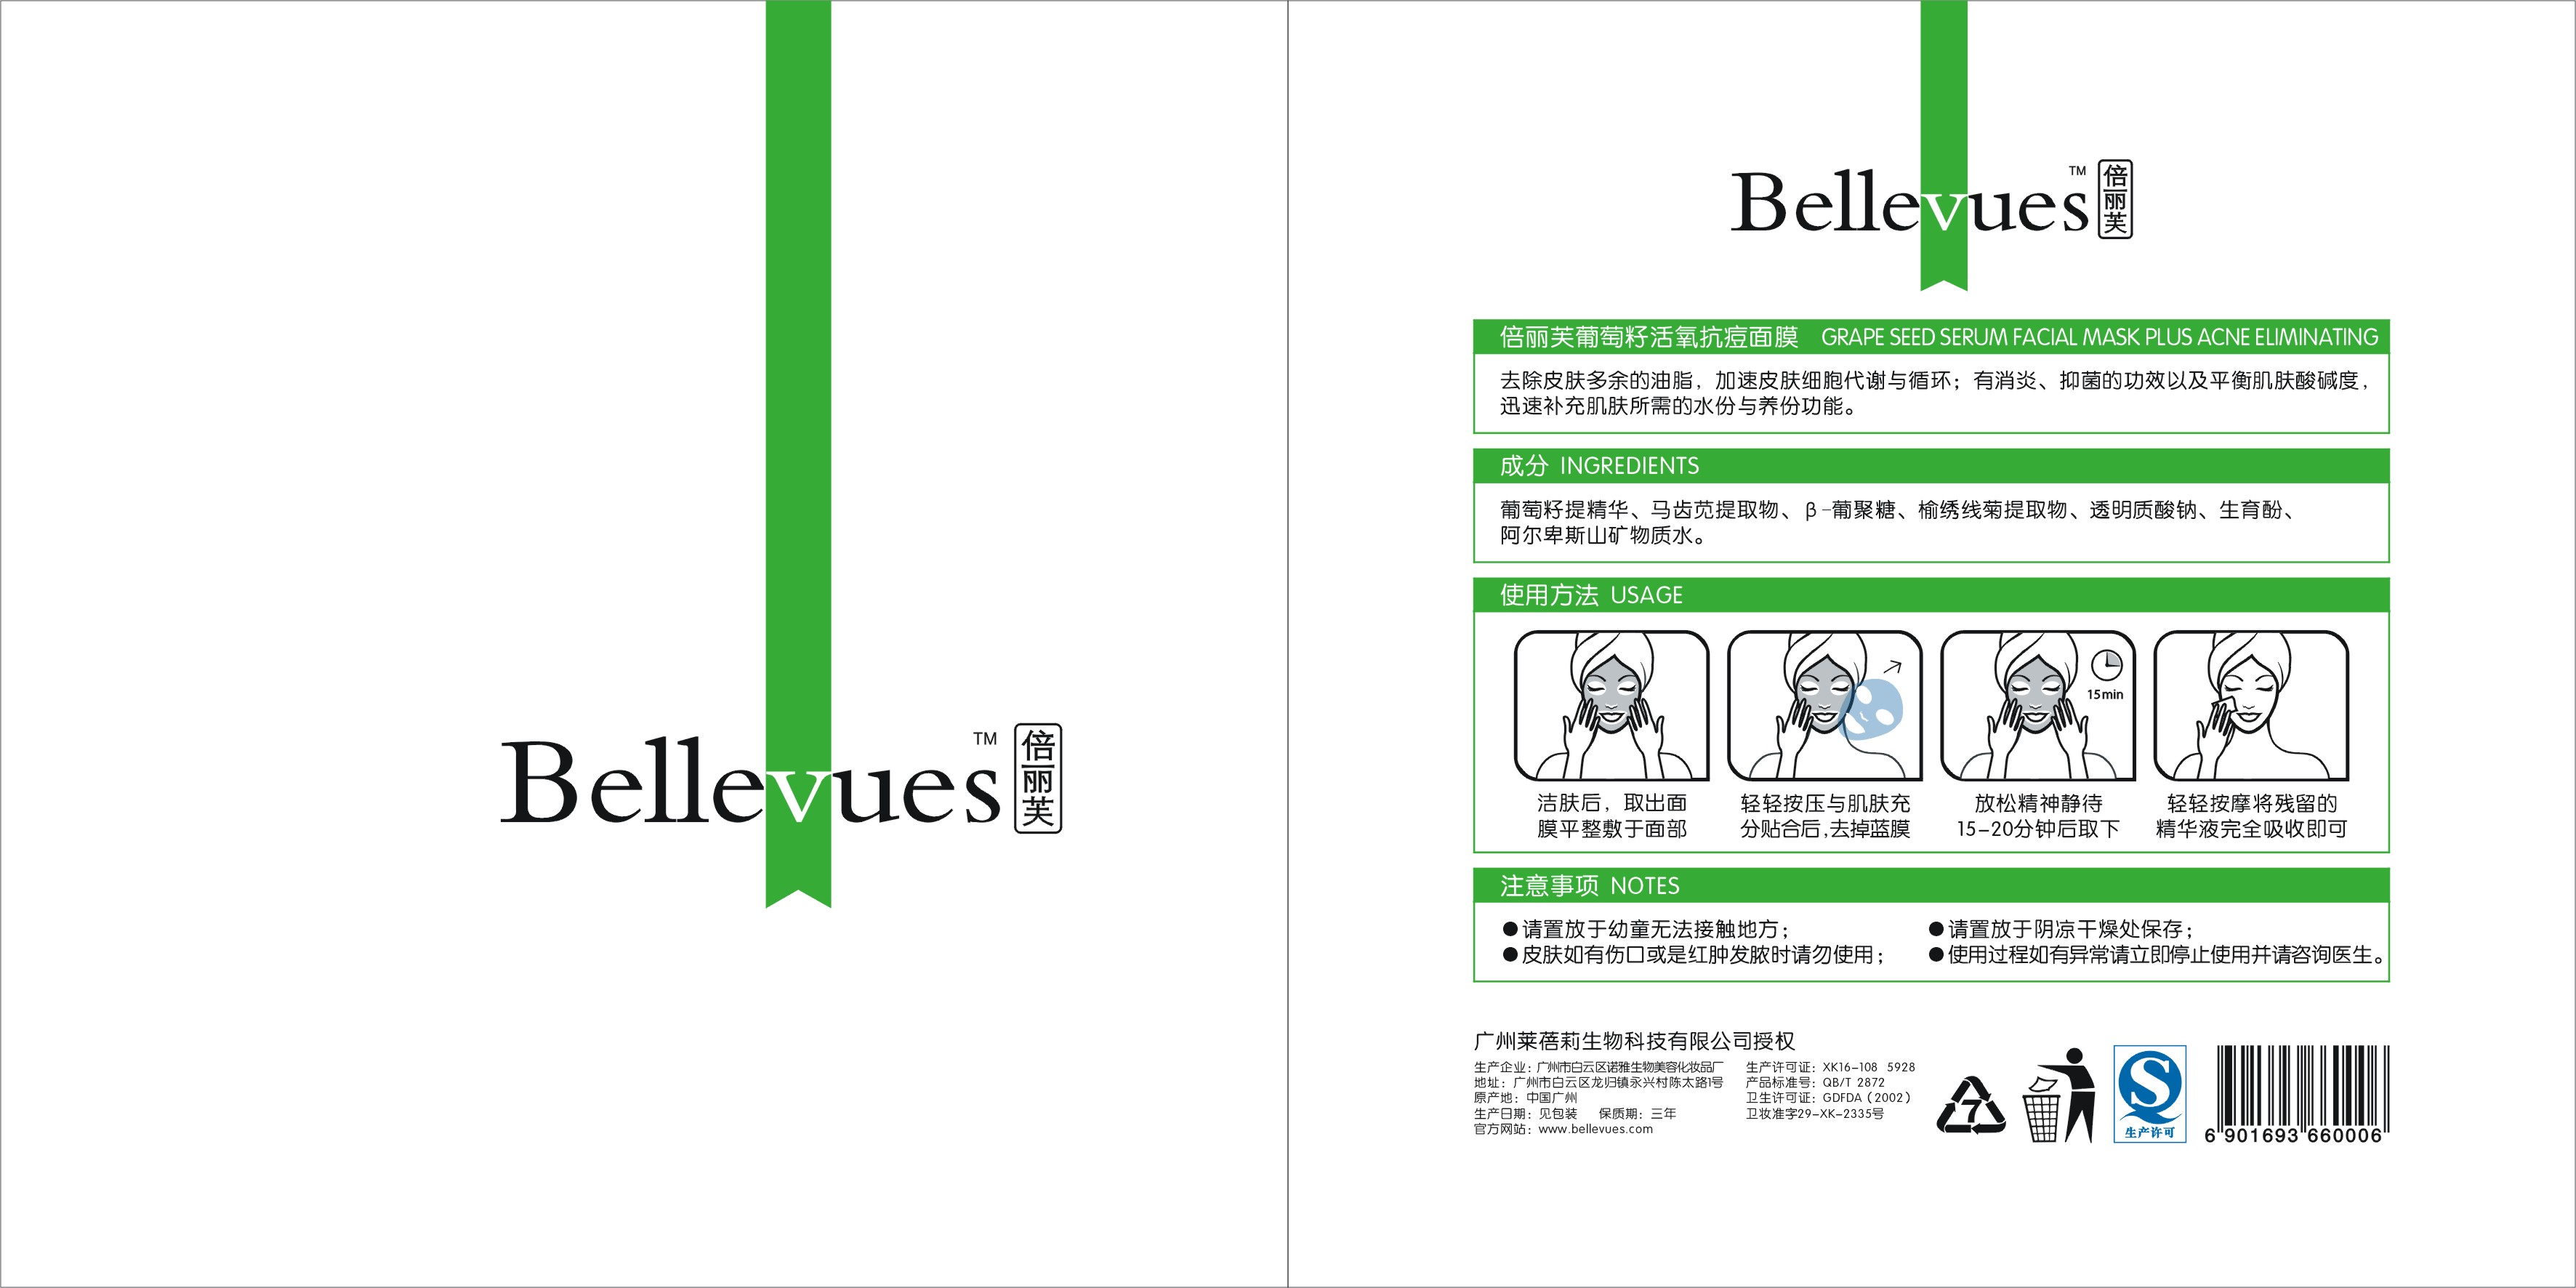 Bellevues™ 倍丽芙
Bellevues™ 倍丽芙
倍丽芙葡萄籽活氧抗痘面膜 GRAPE SEED SERUM FACIAL MASK PLUS ACNE ELIMINATING
去除皮肤多余的油脂，加速皮肤细胞代谢与循环；有消炎、抑菌的功效以及平衡肌肤酸碱度，
迅速补充肌肤所需的水份与养份功能。
成分 INGREDIENTS
葡萄籽提精华、马齿苋提取物、β-葡聚糖、榆绣线菊提取物、透明质酸钠、生育酚、
阿尔卑斯山矿物质水。
使用方法 USAGE
15min
洁肤后，取出面
膜平整敷于面部
轻轻按压与肌肤充
分贴合后,去掉蓝膜
放松精神静待
15-20分钟后取下
轻轻按摩将残留的
精华液完全吸收即可
注意事项 NOTES
●请置放于幼童无法接触地方；
●皮肤如有伤口或是红肿发脓时请勿使用；
●请置放于阴凉干燥处保存；
●使用过程如有异常请立即停止使用并请咨询医生。
广州莱蓓莉生物科技有限公司授权
生产企业：广州市白云区诺雅生物美容化妆品厂
地址：广州市白云区龙归镇永兴村陈太路1号
原产地：中国广州
生产日期：见包装 保质期：三年
官方网站：www.bellevues.com
生产许可证：XK16-108 5928
产品标准号：QB/T 2872
卫生许可证：GDFDA（2002）
卫妆准字29-XK-2335号
7
S
生产许可
6 901693 660006